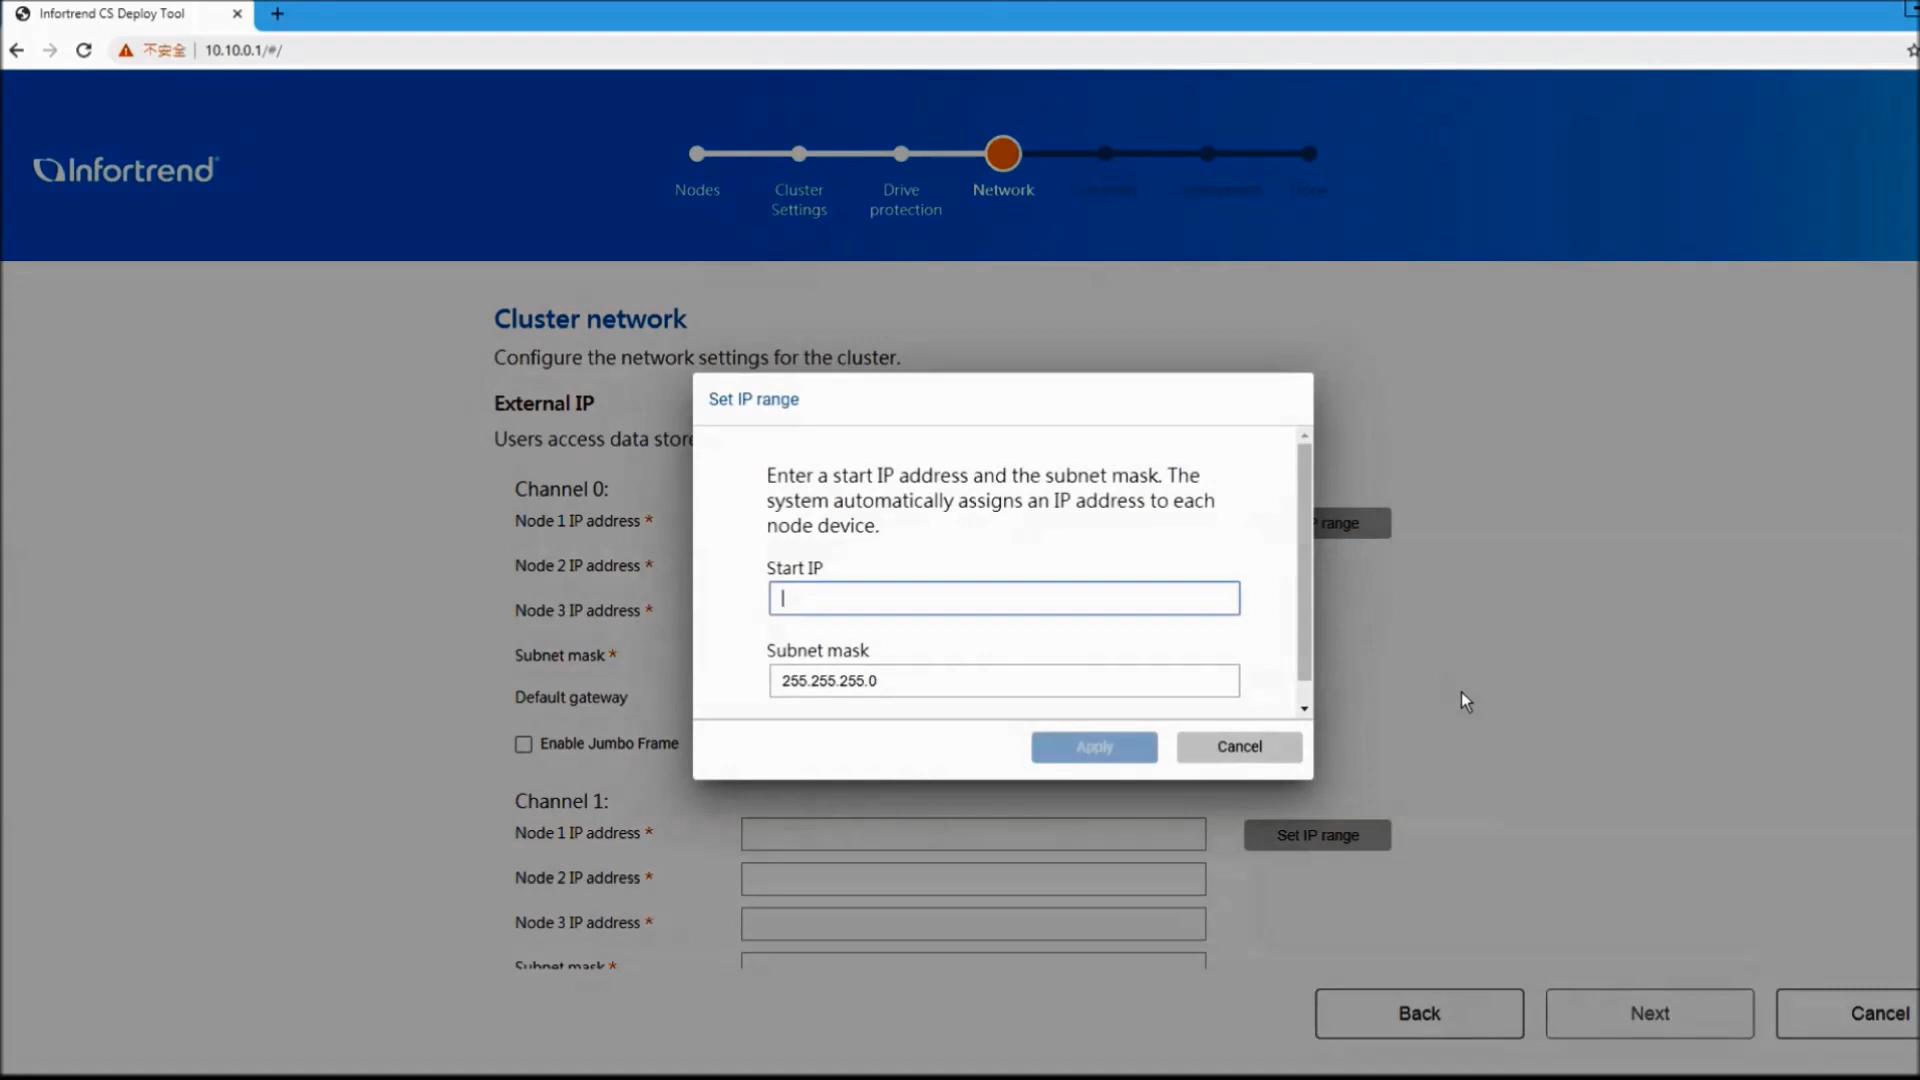 Infortrend CS Deploy Tool
不安全 10.10.0.1/#/
Infortrend
Nodes
Cluster
Settings
Drive
protection
Network
Cluster network
Configure the network settings for the cluster.
External IP
Users access data store
Channel 0:
Node 1 IP address *
range
Node 2 IP address *
Node 3 IP address *
Subnet mask *
Default gateway
Enable Jumbo Frame
Set IP range
Enter a start IP address and the subnet mask. The
system automatically assigns an IP address to each
node device.
Start IP
Subnet mask
255.255.255.0
Apply
Cancel
Channel 1:
Node 1 IP address *
Set IP range
Node 2 IP address *
Node 3 IP address *
Subnet mask *
Back
Next
Cancel